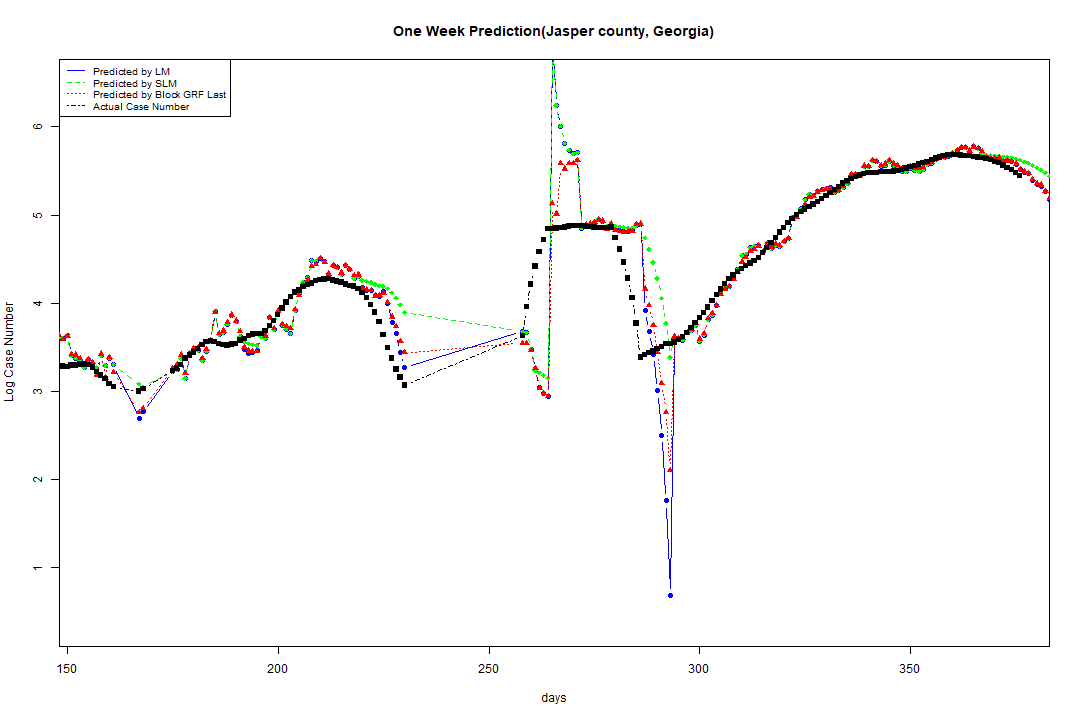 One Week Prediction(Jasper county, Georgia)
Predicted by LM
Predicted by SLM
Predicted by Block GRF Last
Actual Case Number
Log Case Number
6
5
4
3
2
1
150 200 250 300 350
days